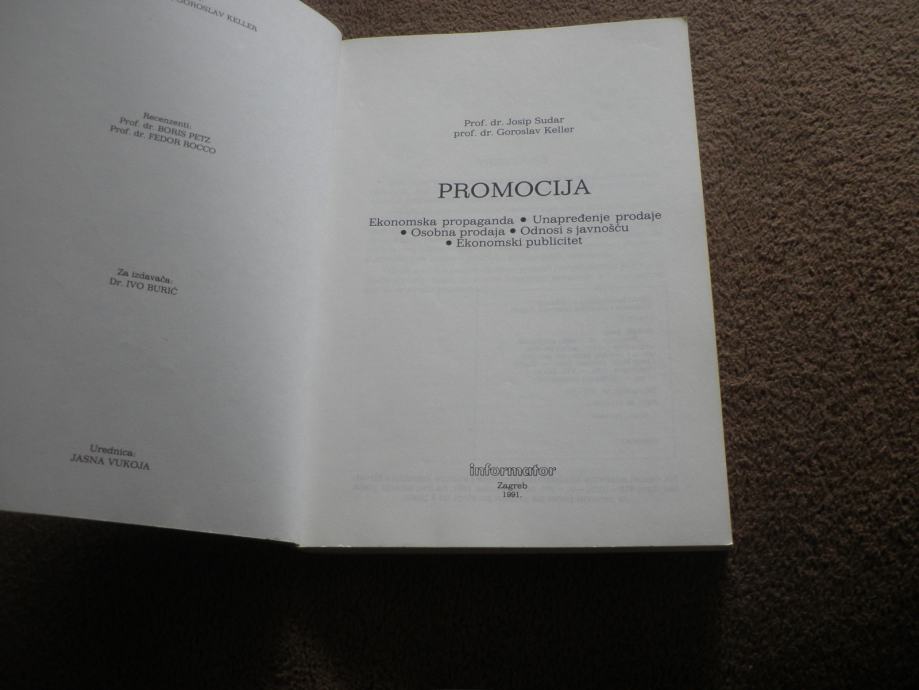 GOROSLAV KELLER
Recenzenti:
Prof. dr. BORIS PETZ
Prof. dr. FEDOR ROCCO
Za izdavača:
Dr. IVO BURIĆ
Urednica:
JASNA VUKOJA
Prof. dr. Josip Sudar
prof. dr. Goroslav Keller
PROMOCIJA
Ekonomska propaganda • Unapređenje prodaje
• Osobna prodaja • Odnosi s javnošću
• Ekonomski publicitet
informator
Zagreb
1991.